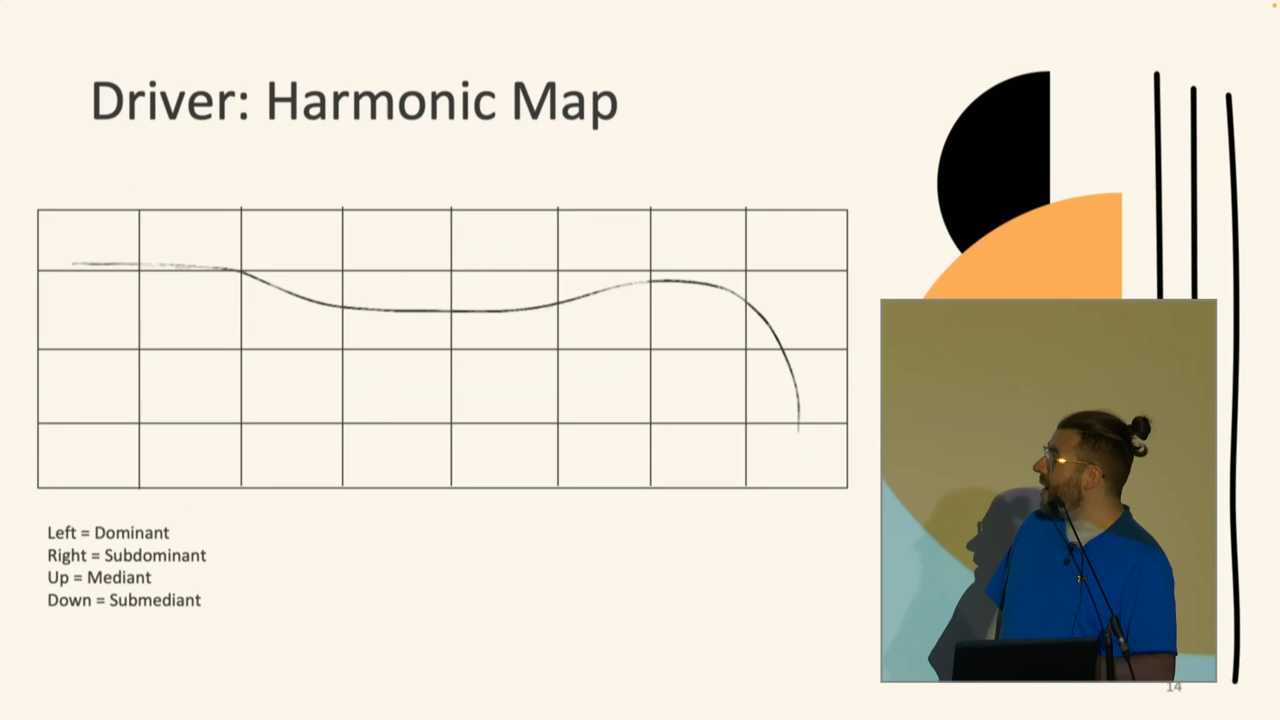 Driver: Harmonic Map
Left = Dominant
Right = Subdominant
Up = Mediant
Down = Submediant
14